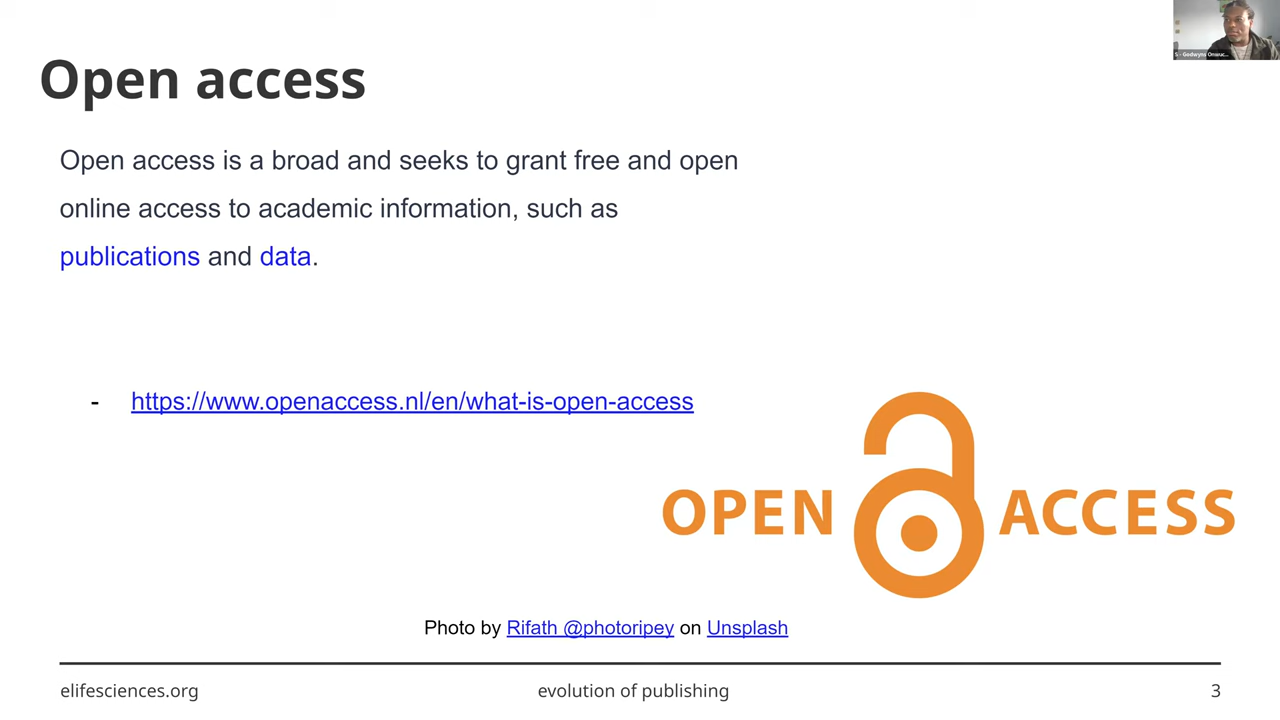 Open access
Open access is a broad and seeks to grant free and open
online access to academic information, such as
publications and data.
- https://www.openaccess.nl/en/what-is-open-access
OPEN ACCESS
Photo by Rifath @photoripey on Unsplash
elifesciences.org
evolution of publishing
3